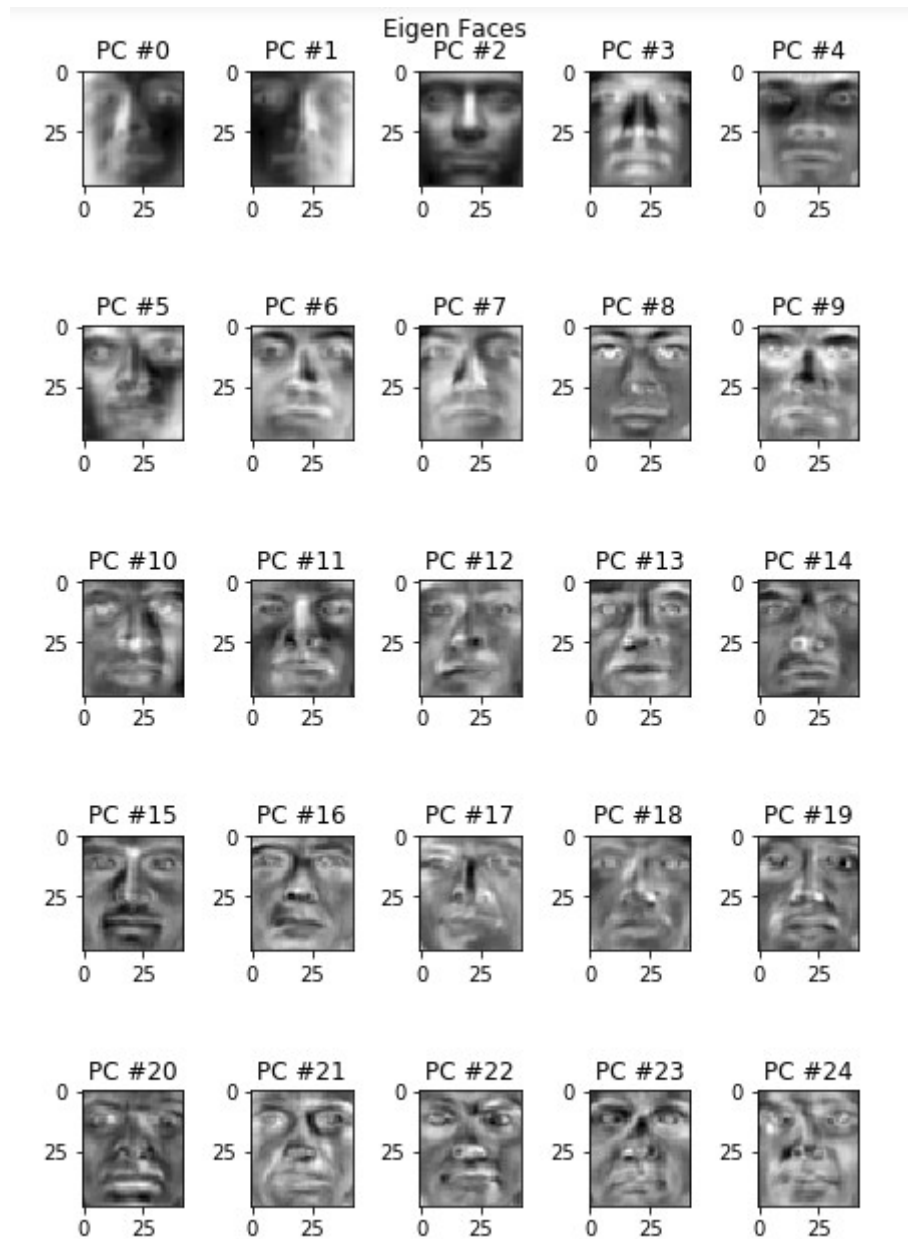 Eigen Faces
PC #0 PC #1 PC #2 PC #3 PC #4
0 0 0 0 0
25 25 25 25 25
0 25 0 25 0 25 0 25 0 25
PC #5 PC #6 PC #7 PC #8 PC #9
0 0 0 0 0
25 25 25 25 25
0 25 0 25 0 25 0 25 0 25
PC #10 PC #11 PC #12 PC #13 PC #14
0 0 0 0 0
25 25 25 25 25
0 25 0 25 0 25 0 25 0 25
PC #15 PC #16 PC #17 PC #18 PC #19
0 0 0 0 0
25 25 25 25 25
0 25 0 25 0 25 0 25 0 25
PC #20 PC #21 PC #22 PC #23 PC #24
0 0 0 0 0
25 25 25 25 25
0 25 0 25 0 25 0 25 0 25